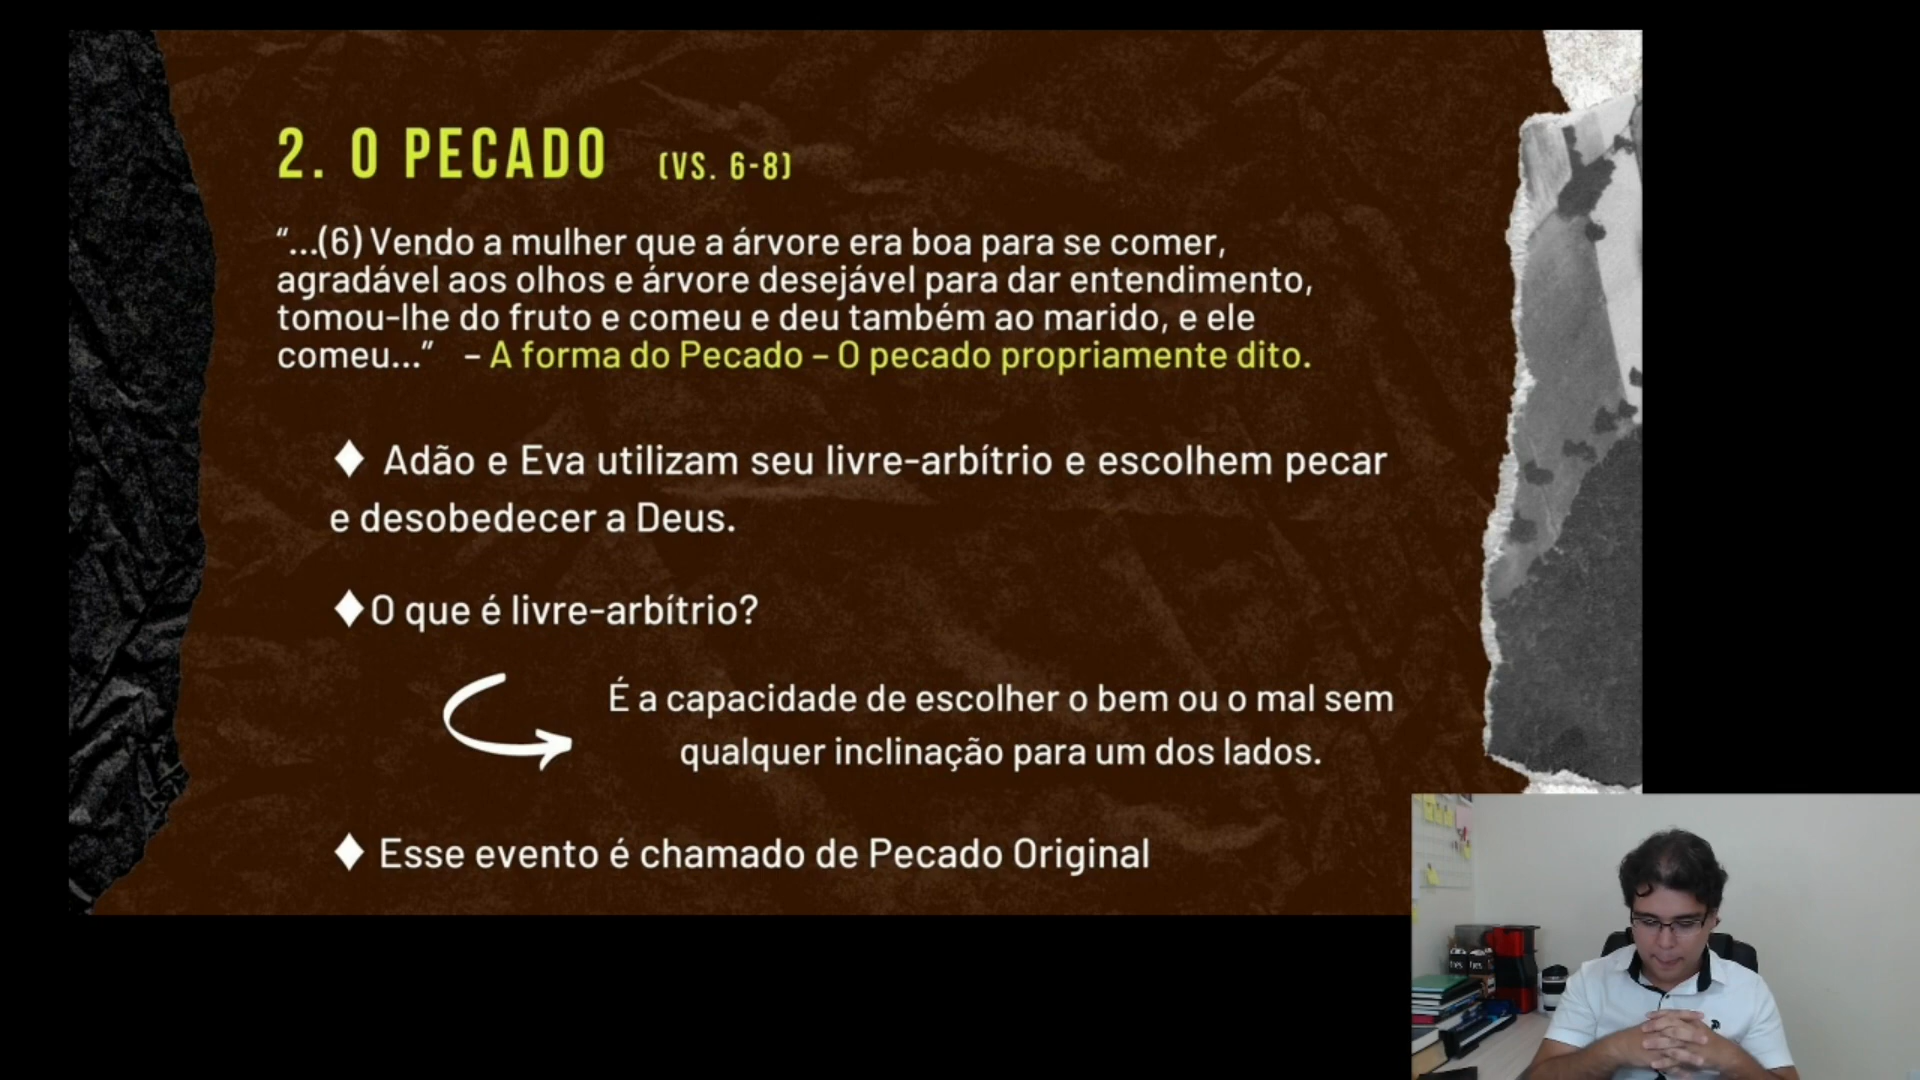 2. O PECADO (VS. 6-8)
“...(6) Vendo a mulher que a árvore era boa para se comer,
agradável aos olhos e árvore desejável para dar entendimento,
tomou-lhe do fruto e comeu e deu também ao marido, e ele
comeu...” – A forma do Pecado – O pecado propriamente dito.
♦ Adão e Eva utilizam seu livre-arbítrio e escolhem pecar
e desobedecer a Deus.
♦ O que é livre-arbítrio?
É a capacidade de escolher o bem ou o mal sem
qualquer inclinação para um dos lados.
♦ Esse evento é chamado de Pecado Original